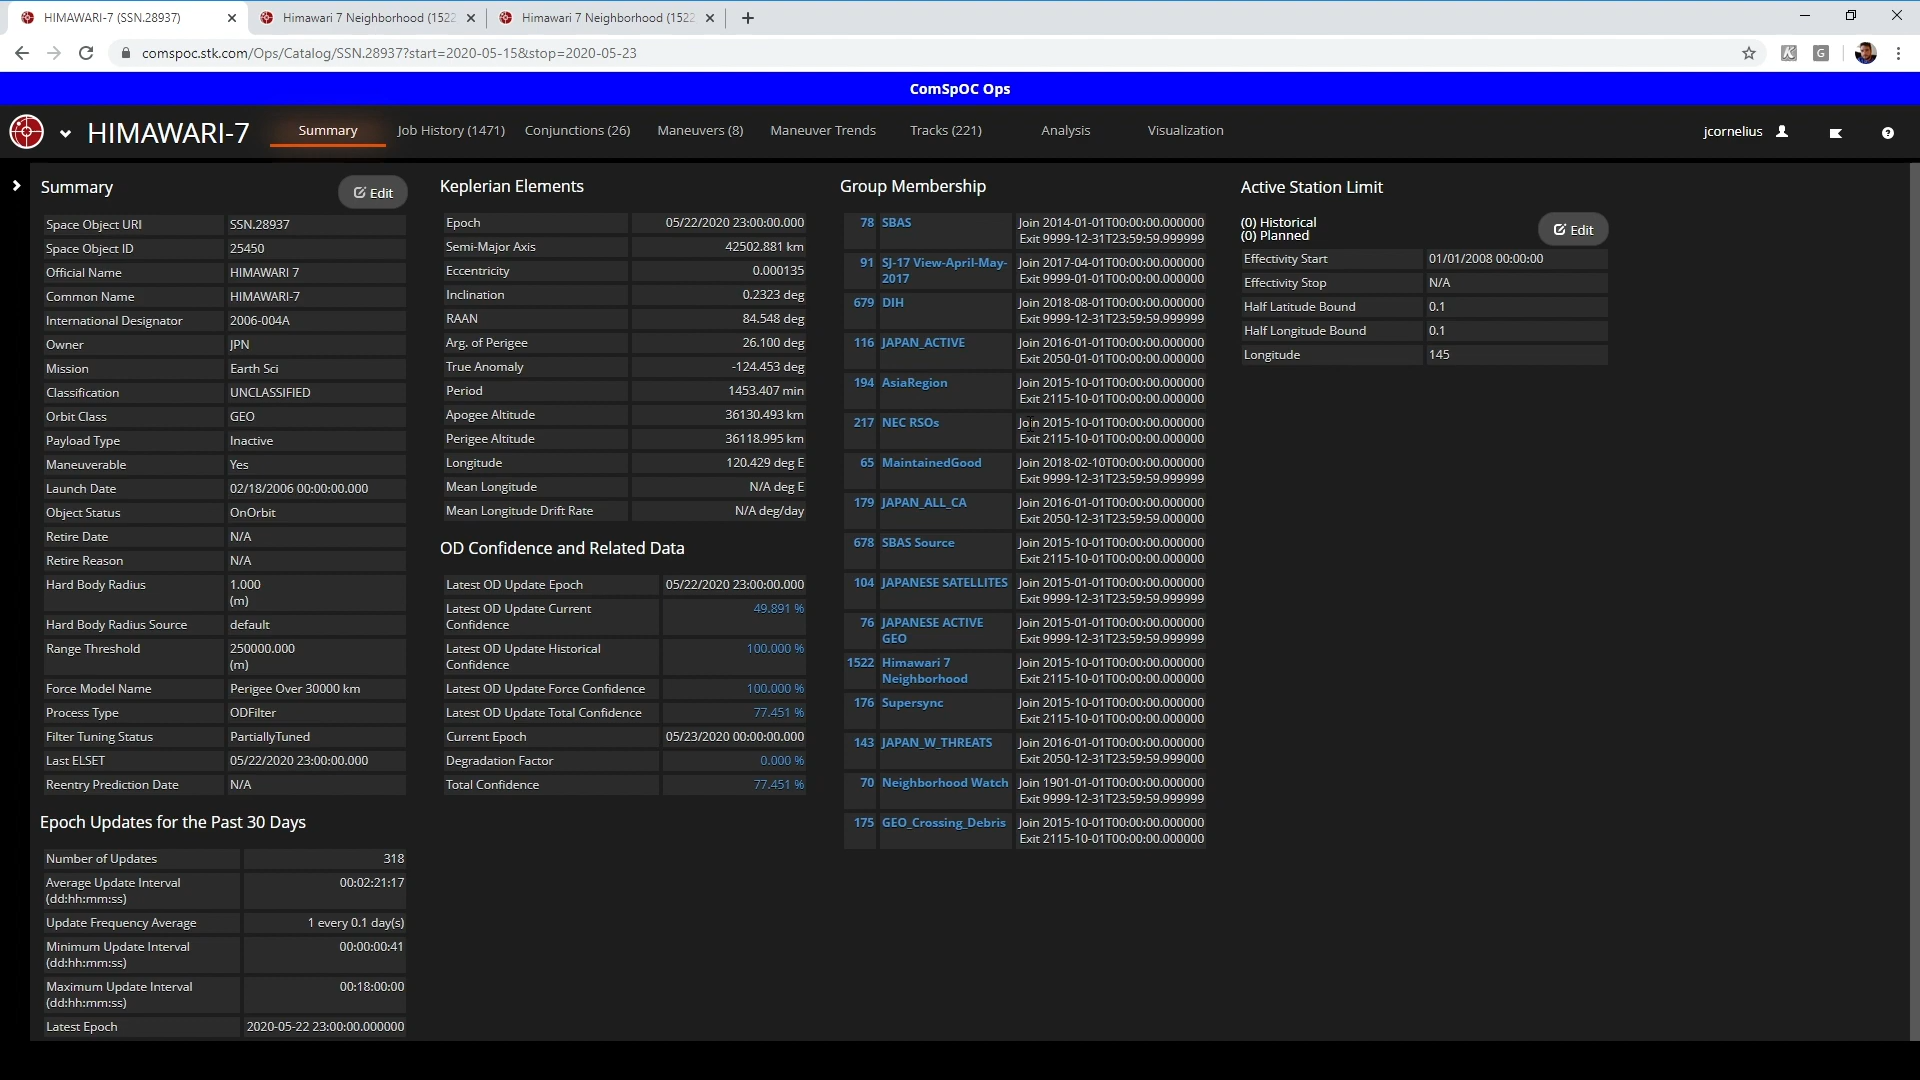 HIMAWARI-7 (SSN.28937)
Himawari 7 Neighborhood (1522
Himawari 7 Neighborhood (1522
comspoc.stk.com/Ops/Catalog/SSN.28937?start=2020-05-15&stop=2020-05-23
K
G
ComSpOC Ops
HIMAWARI-7
Summary
Job History (1471)
Conjunctions (26)
Maneuvers (8)
Maneuver Trends
Tracks (221)
Analysis
Visualization
jcornelius
Summary
Edit
Space Object URI SSN.28937
Space Object ID 25450
Official Name HIMAWARI 7
Common Name HIMAWARI-7
International Designator 2006-004A
Owner JPN
Mission Earth Sci
Classification UNCLASSIFIED
Orbit Class GEO
Payload Type Inactive
Maneuverable Yes
Launch Date 02/18/2006 00:00:00.000
Object Status OnOrbit
Retire Date N/A
Retire Reason N/A
Hard Body Radius 1.000
(m)
Hard Body Radius Source default
Range Threshold 250000.000
(m)
Force Model Name Perigee Over 30000 km
Process Type ODFilter
Filter Tuning Status PartiallyTuned
Last ELSET 05/22/2020 23:00:00.000
Reentry Prediction Date N/A
Epoch Updates for the Past 30 Days
Number of Updates 318
Average Update Interval 00:02:21:17
(dd:hh:mm:ss)
Update Frequency Average 1 every 0.1 day(s)
Minimum Update Interval 00:00:00:41
(dd:hh:mm:ss)
Maximum Update Interval 00:18:00:00
(dd:hh:mm:ss)
Latest Epoch 2020-05-22 23:00:00.000000
Keplerian Elements
Epoch 05/22/2020 23:00:00.000
Semi-Major Axis 42502.881 km
Eccentricity 0.000135
Inclination 0.2323 deg
RAAN 84.548 deg
Arg. of Perigee 26.100 deg
True Anomaly -124.453 deg
Period 1453.407 min
Apogee Altitude 36130.493 km
Perigee Altitude 36118.995 km
Longitude 120.429 deg E
Mean Longitude N/A deg E
Mean Longitude Drift Rate N/A deg/day
OD Confidence and Related Data
Latest OD Update Epoch 05/22/2020 23:00:00.000
Latest OD Update Current 49.891 %
Confidence
Latest OD Update Historical 100.000 %
Confidence
Latest OD Update Force Confidence 100.000 %
Latest OD Update Total Confidence 77.451 %
Current Epoch 05/23/2020 00:00:00.000
Degradation Factor 0.000 %
Total Confidence 77.451 %
Group Membership
78 SBAS Join 2014-01-01T00:00:00.000000
Exit 9999-12-31T23:59:59.999999
91 SJ-17 View-April-May- Join 2017-04-01T00:00:00.000000
2017 Exit 9999-01-01T00:00:00.000000
679 DIH Join 2018-08-01T00:00:00.000000
Exit 9999-12-31T23:59:59.999999
116 JAPAN_ACTIVE Join 2016-01-01T00:00:00.000000
Exit 2050-01-01T00:00:00.000000
194 AsiaRegion Join 2015-10-01T00:00:00.000000
Exit 2115-10-01T00:00:00.000000
217 NEC RSOs Join 2015-10-01T00:00:00.000000
Exit 2115-10-01T00:00:00.000000
65 MaintainedGood Join 2018-02-10T00:00:00.000000
Exit 9999-12-31T23:59:59.999999
179 JAPAN_ALL_CA Join 2016-01-01T00:00:00.000000
Exit 2050-12-31T23:59:59.000000
678 SBAS Source Join 2015-10-01T00:00:00.000000
Exit 2115-10-01T00:00:00.000000
104 JAPANESE SATELLITES Join 2015-01-01T00:00:00.000000
Exit 9999-12-31T23:59:59.999999
76 JAPANESE ACTIVE Join 2015-01-01T00:00:00.000000
GEO Exit 9999-12-31T23:59:59.999999
1522 Himawari 7 Join 2015-10-01T00:00:00.000000
Neighborhood Exit 2115-10-01T00:00:00.000000
176 Supersync Join 2015-10-01T00:00:00.000000
Exit 2115-10-01T00:00:00.000000
143 JAPAN_W_THREATS Join 2016-01-01T00:00:00.000000
Exit 2050-12-31T23:59:59.999000
70 Neighborhood Watch Join 1901-01-01T00:00:00.000000
Exit 9999-12-31T23:59:59.999999
175 GEO_Crossing_Debris Join 2015-10-01T00:00:00.000000
Exit 2115-10-01T00:00:00.000000
Active Station Limit
(0) Historical
(0) Planned
Edit
Effectivity Start 01/01/2008 00:00:00
Effectivity Stop N/A
Half Latitude Bound 0.1
Half Longitude Bound 0.1
Longitude 145